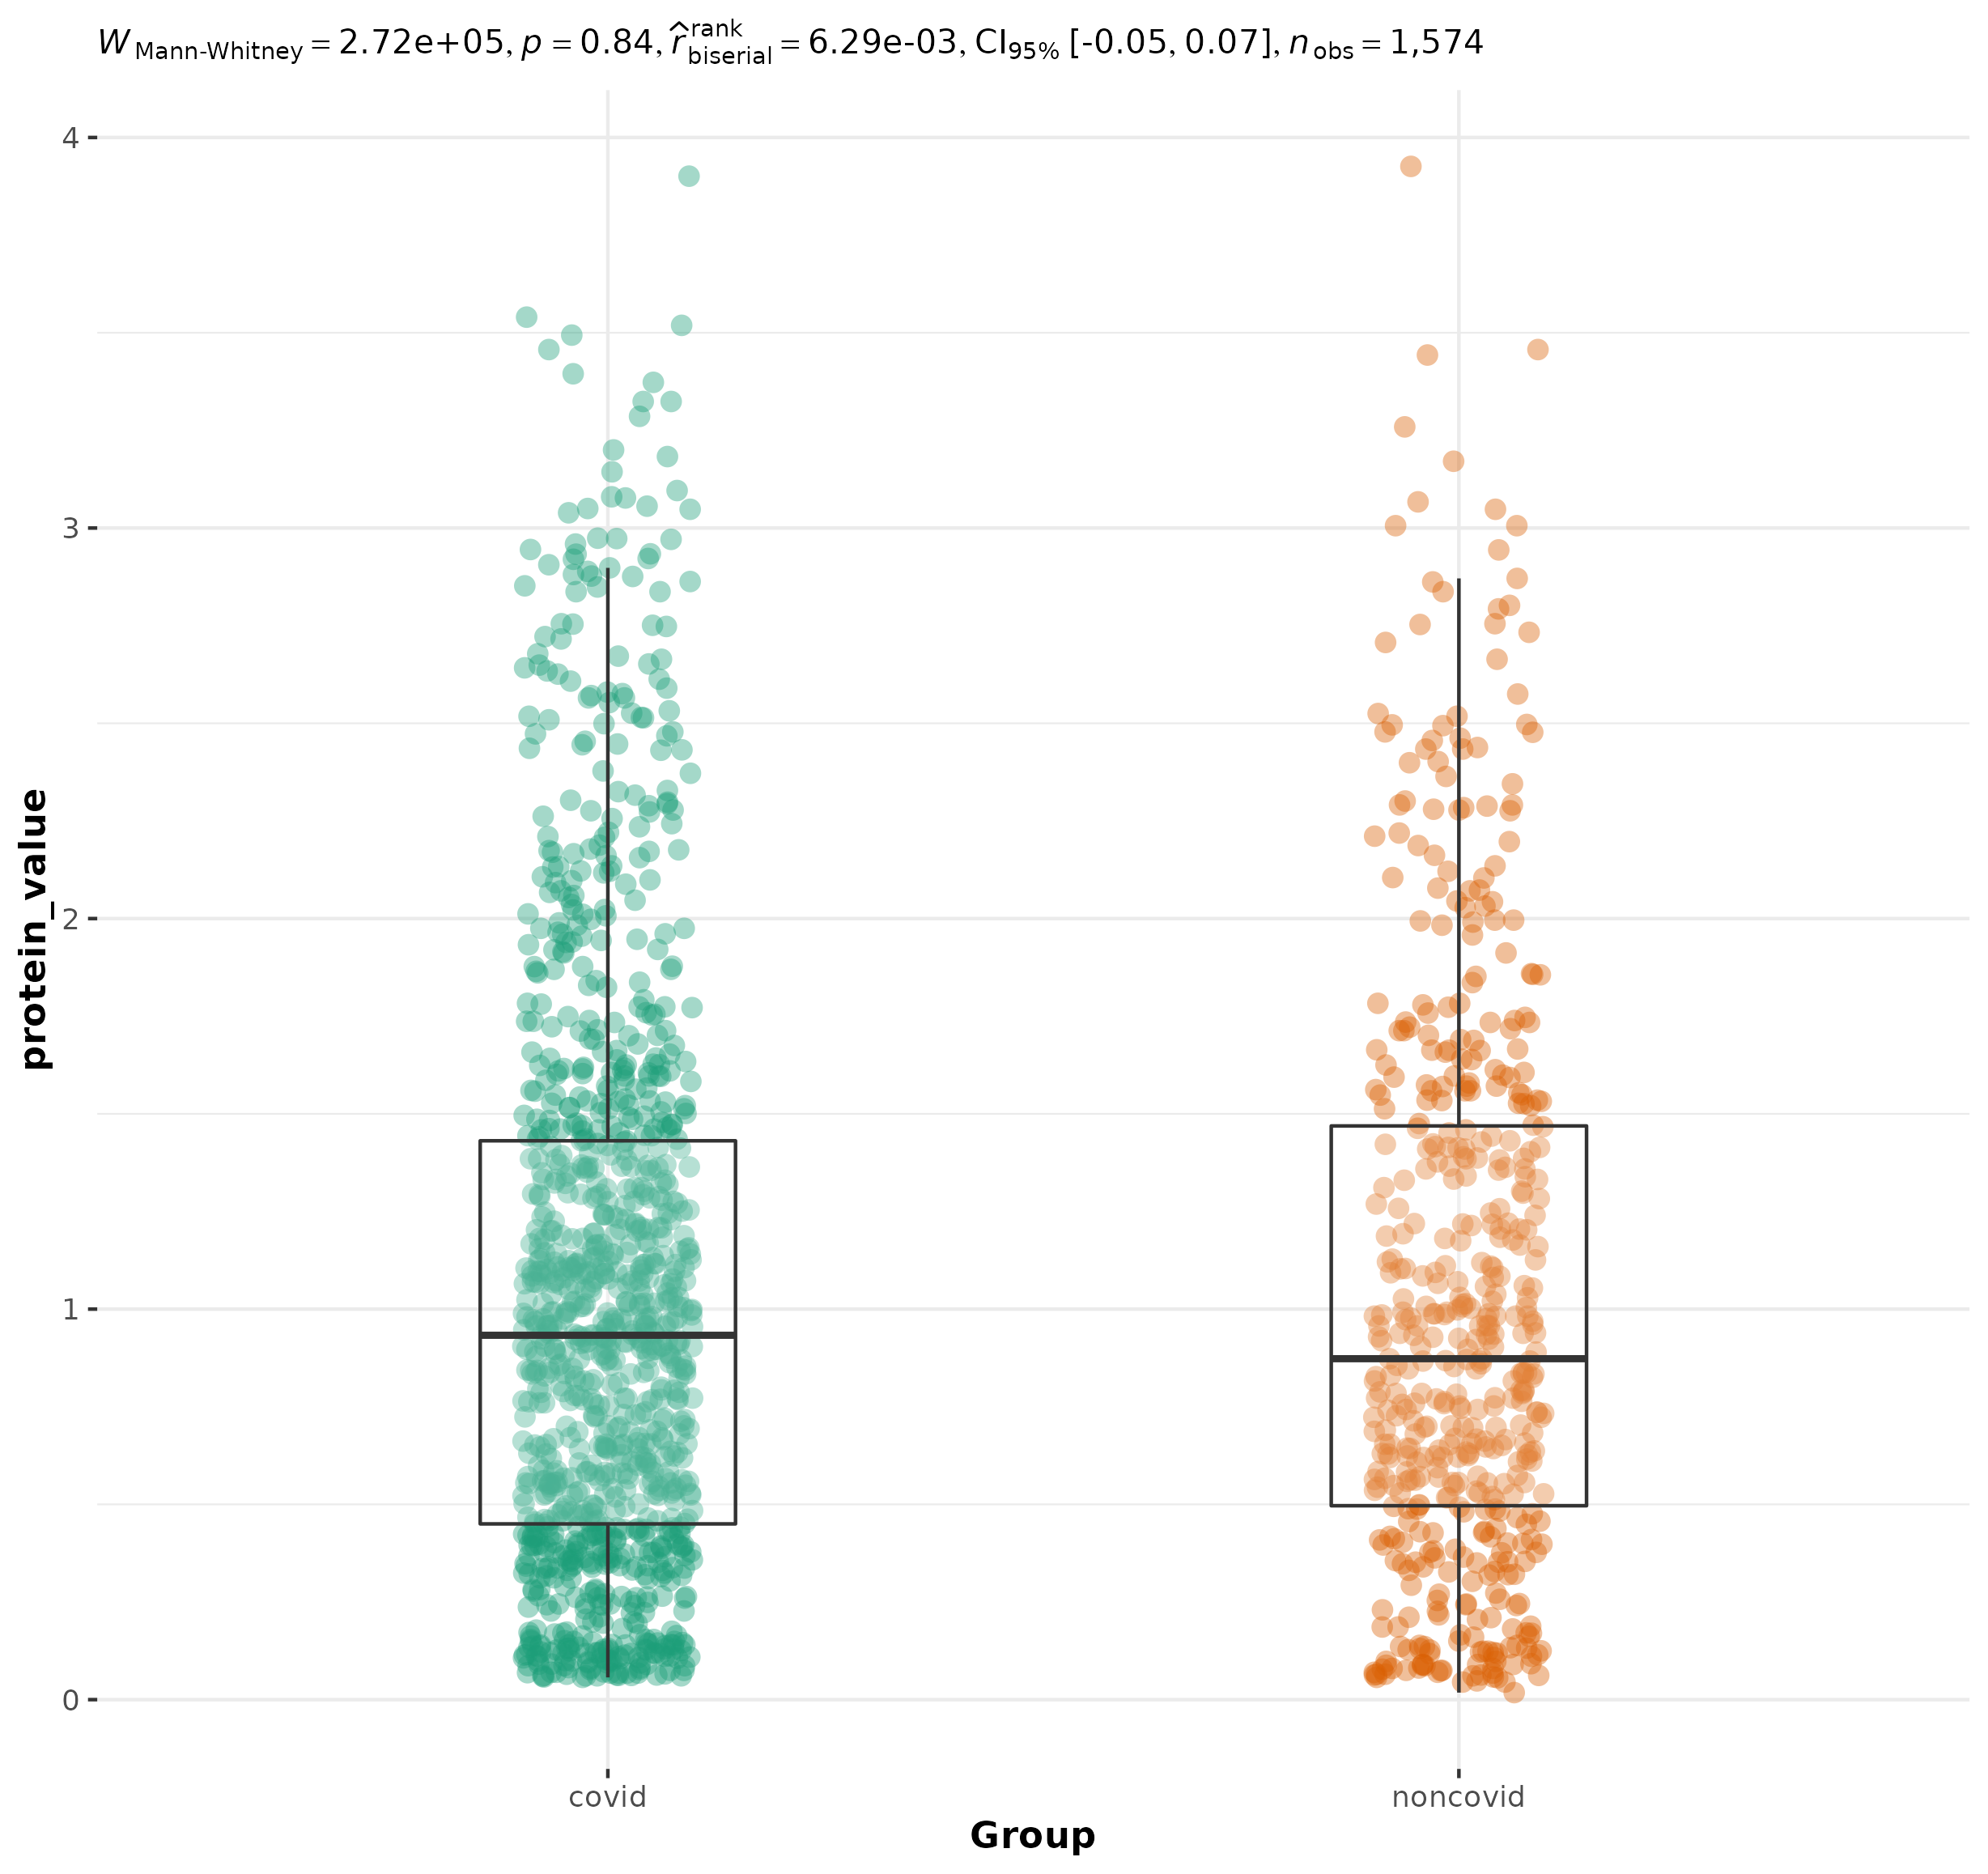 W Mann-Whitney = 2.72e+05, p = 0.84, r̂ rank biserial = 6.29e-03, CI95% [-0.05, 0.07], n obs = 1,574
4
3
2
1
0
protein_value
covid noncovid
Group